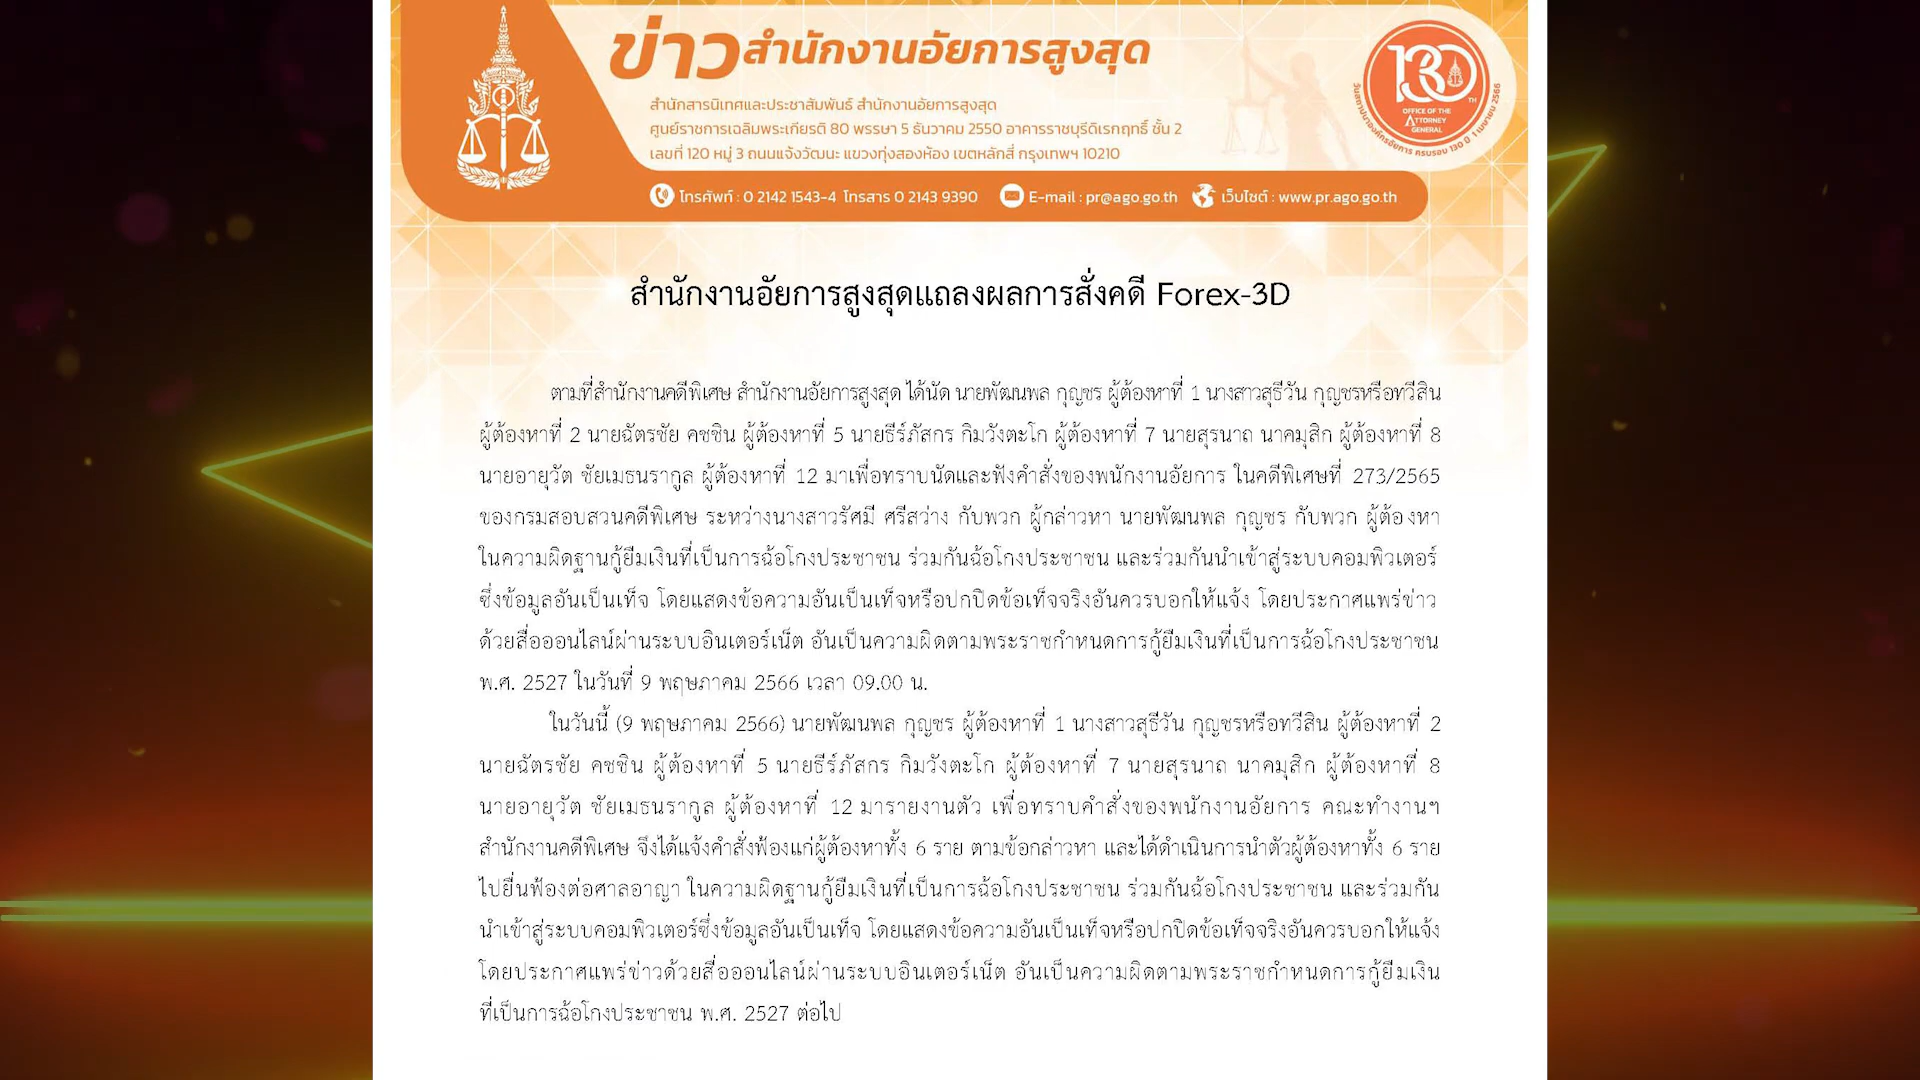 ข่าวสำนักงานอัยการสูงสุด
สำนักสารนิเทศและประชาสัมพันธ์ สำนักงานอัยการสูงสุด
ศูนย์ราชการเฉลิมพระเกียรติ 80 พรรษา 5 ธันวาคม 2550 อาคารราชบุรีดิเรกฤทธิ์ ชั้น 2
เลขที่ 120 หมู่ 3 ถนนแจ้งวัฒนะ แขวงทุ่งสองห้อง เขตหลักสี่ กรุงเทพฯ 10210
โทรศัพท์ : 0 2142 1543-4 โทรสาร 0 2143 9390 E-mail : pr@ago.go.th เว็บไซต์ : www.pr.ago.go.th
130TH
OFFICE OF THE
ATTORNEY
GENERAL
วันสถาปนาองค์กรอัยการ ครบรอบ 130 ปี 1 เมษายน 2566
สำนักงานอัยการสูงสุดแถลงผลการสั่งคดี Forex-3D
ตามที่สำนักงานคดีพิเศษ สำนักงานอัยการสูงสุด ได้นัด นายพัฒนพล กุญชร ผู้ต้องหาที่ 1 นางสาวสุธีวัน กุญชรหรือทวีสิน
ผู้ต้องหาที่ 2 นายฉัตรชัย คชชิน ผู้ต้องหาที่ 5 นายธีร์ภัสกร กิมวังตะโก ผู้ต้องหาที่ 7 นายสุรนาถ นาคมุสิก ผู้ต้องหาที่ 8
นายอายุวัต ชัยเมธนรากูล ผู้ต้องหาที่ 12 มาเพื่อทราบนัดและฟังคำสั่งของพนักงานอัยการ ในคดีพิเศษที่ 273/2565
ของกรมสอบสวนคดีพิเศษ ระหว่างนางสาวรัศมี ศรีสว่าง กับพวก ผู้กล่าวหา นายพัฒนพล กุญชร กับพวก ผู้ต้องหา
ในความผิดฐานกู้ยืมเงินที่เป็นการฉ้อโกงประชาชน ร่วมกันฉ้อโกงประชาชน และร่วมกันนำเข้าสู่ระบบคอมพิวเตอร์
ซึ่งข้อมูลอันเป็นเท็จ โดยแสดงข้อความอันเป็นเท็จหรือปกปิดข้อเท็จจริงอันควรบอกให้แจ้ง โดยประกาศแพร่ข่าว
ด้วยสื่อออนไลน์ผ่านระบบอินเตอร์เน็ต อันเป็นความผิดตามพระราชกำหนดการกู้ยืมเงินที่เป็นการฉ้อโกงประชาชน
พ.ศ. 2527 ในวันที่ 9 พฤษภาคม 2566 เวลา 09.00 น.
ในวันนี้ (9 พฤษภาคม 2566) นายพัฒนพล กุญชร ผู้ต้องหาที่ 1 นางสาวสุธีวัน กุญชรหรือทวีสิน ผู้ต้องหาที่ 2
นายฉัตรชัย คชชิน ผู้ต้องหาที่ 5 นายธีร์ภัสกร กิมวังตะโก ผู้ต้องหาที่ 7 นายสุรนาถ นาคมุสิก ผู้ต้องหาที่ 8
นายอายุวัต ชัยเมธนรากูล ผู้ต้องหาที่ 12 มารายงานตัว เพื่อทราบคำสั่งของพนักงานอัยการ คณะทำงานฯ
สำนักงานคดีพิเศษ จึงได้แจ้งคำสั่งฟ้องแก่ผู้ต้องหาทั้ง 6 ราย ตามข้อกล่าวหา และได้ดำเนินการนำตัวผู้ต้องหาทั้ง 6 ราย
ไปยื่นฟ้องต่อศาลอาญา ในความผิดฐานกู้ยืมเงินที่เป็นการฉ้อโกงประชาชน ร่วมกันฉ้อโกงประชาชน และร่วมกัน
นำเข้าสู่ระบบคอมพิวเตอร์ซึ่งข้อมูลอันเป็นเท็จ โดยแสดงข้อความอันเป็นเท็จหรือปกปิดข้อเท็จจริงอันควรบอกให้แจ้ง
โดยประกาศแพร่ข่าวด้วยสื่อออนไลน์ผ่านระบบอินเตอร์เน็ต อันเป็นความผิดตามพระราชกำหนดการกู้ยืมเงิน
ที่เป็นการฉ้อโกงประชาชน พ.ศ. 2527 ต่อไป